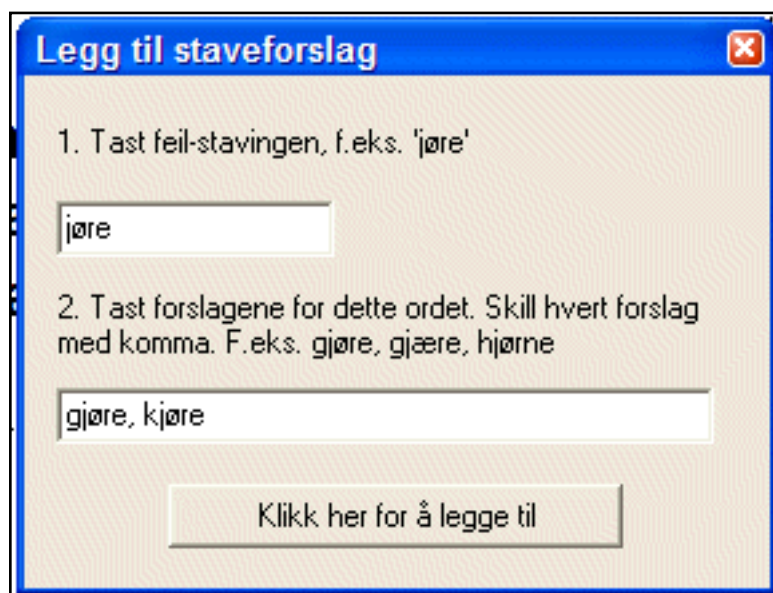 Legg til staveforslag
1. Tast feil-stavingen, f.eks. 'jøre'
jøre
2. Tast forslagene for dette ordet. Skill hvert forslag
med komma. F.eks. gjøre, gjære, hjørne
gjøre, kjøre
Klikk her for å legge til